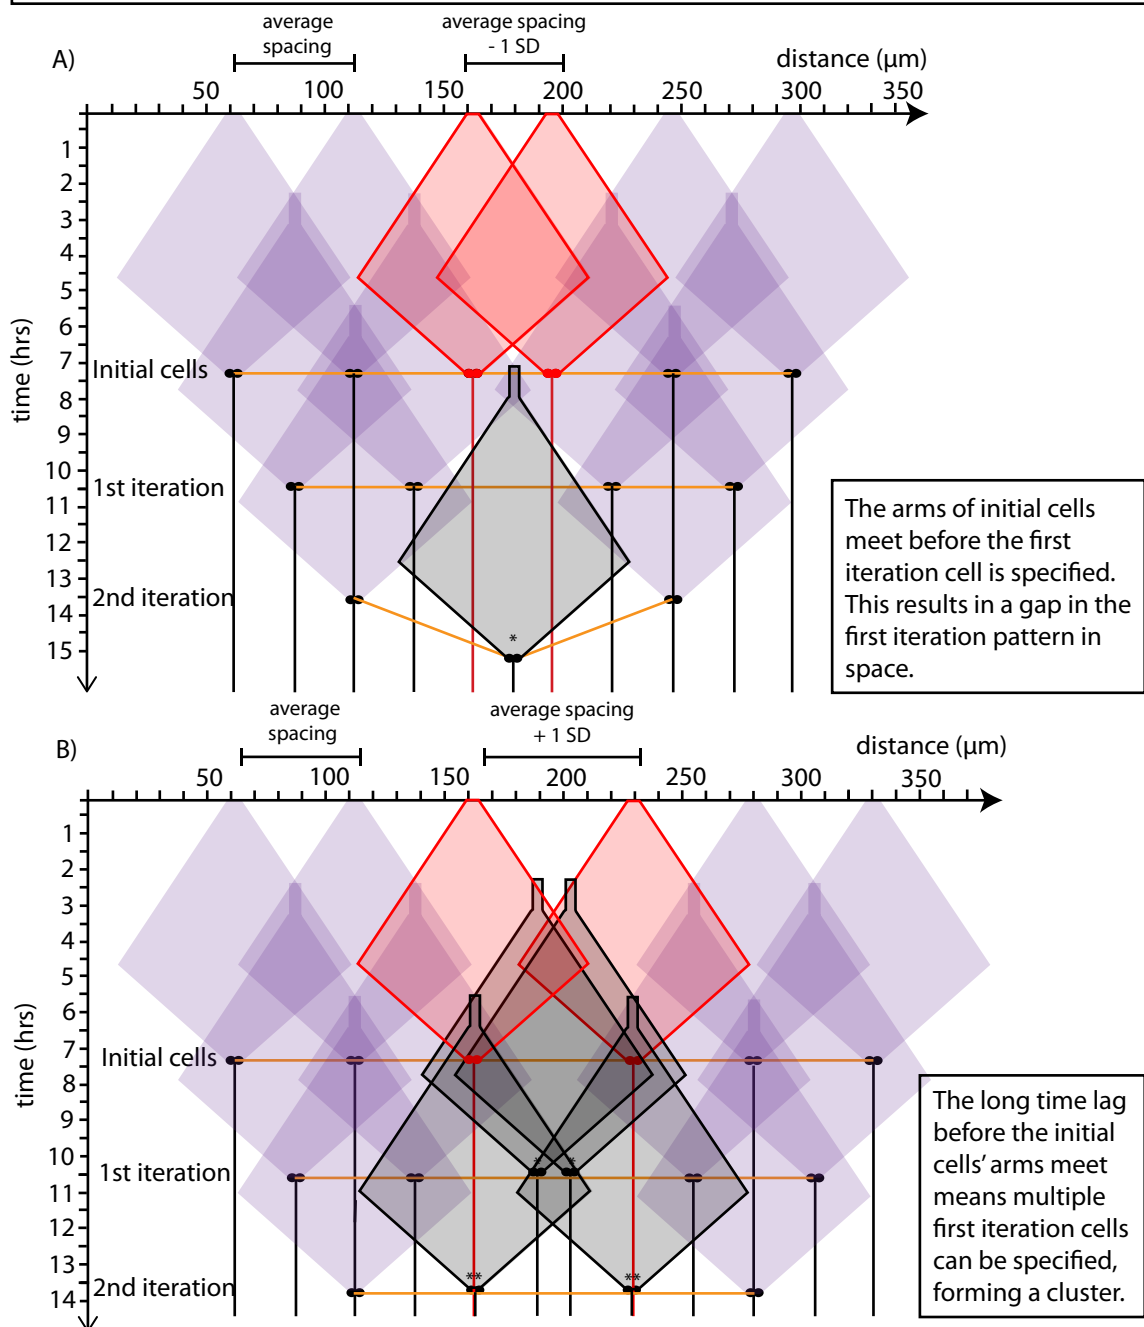 average
spacing
average spacing
- 1 SD
A)
distance (µm)
50 100 150 200 250 300 350
time (hrs)
1
2
3
4
5
6
7
8
9
10
11
12
13
14
15
Initial cells
1st iteration
2nd iteration
*
The arms of initial cells
meet before the first
iteration cell is specified.
This results in a gap in the
first iteration pattern in
space.
average
spacing
average spacing
+ 1 SD
B)
distance (µm)
50 100 150 200 250 300 350
time (hrs)
1
2
3
4
5
6
7
8
9
10
11
12
13
14
Initial cells
1st iteration
2nd iteration
* *
** **
The long time lag
before the initial
cells’ arms meet
means multiple
first iteration cells
can be specified,
forming a cluster.